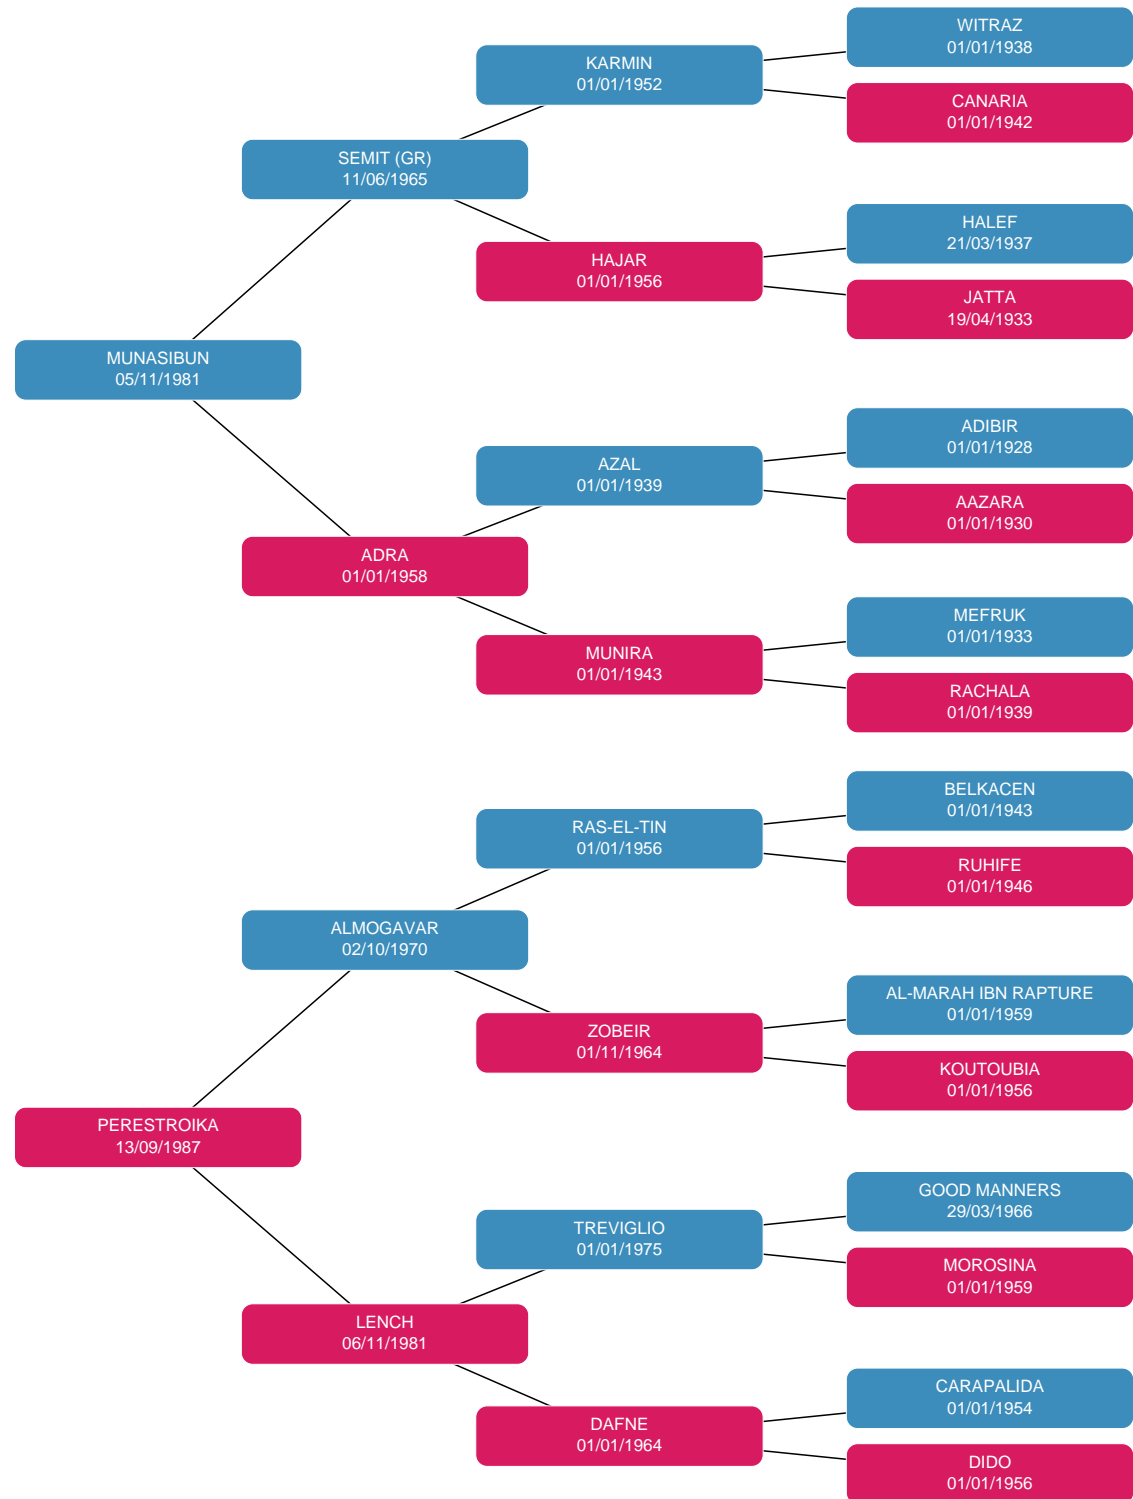 WITRAZ
01/01/1938
KARMIN
01/01/1952
CANARIA
01/01/1942
SEMIT (GR)
11/06/1965
HALEF
21/03/1937
HAJAR
01/01/1956
JATTA
19/04/1933
MUNASIBUN
05/11/1981
ADIBIR
01/01/1928
AZAL
01/01/1939
AAZARA
01/01/1930
ADRA
01/01/1958
MEFRUK
01/01/1933
MUNIRA
01/01/1943
RACHALA
01/01/1939
BELKACEN
01/01/1943
RAS-EL-TIN
01/01/1956
RUHIFE
01/01/1946
ALMOGAVAR
02/10/1970
AL-MARAH IBN RAPTURE
01/01/1959
ZOBEIR
01/11/1964
KOUTOUBIA
01/01/1956
PERESTROIKA
13/09/1987
GOOD MANNERS
29/03/1966
TREVIGLIO
01/01/1975
MOROSINA
01/01/1959
LENCH
06/11/1981
CARAPALIDA
01/01/1954
DAFNE
01/01/1964
DIDO
01/01/1956